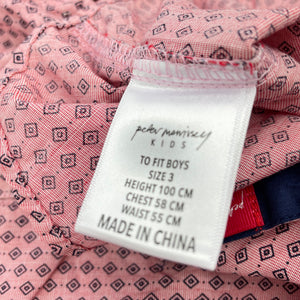 peter morrissey
KIDS
TO FIT BOYS
SIZE 3
HEIGHT 100 CM
CHEST 58 CM
WAIST 55 CM
MADE IN CHINA